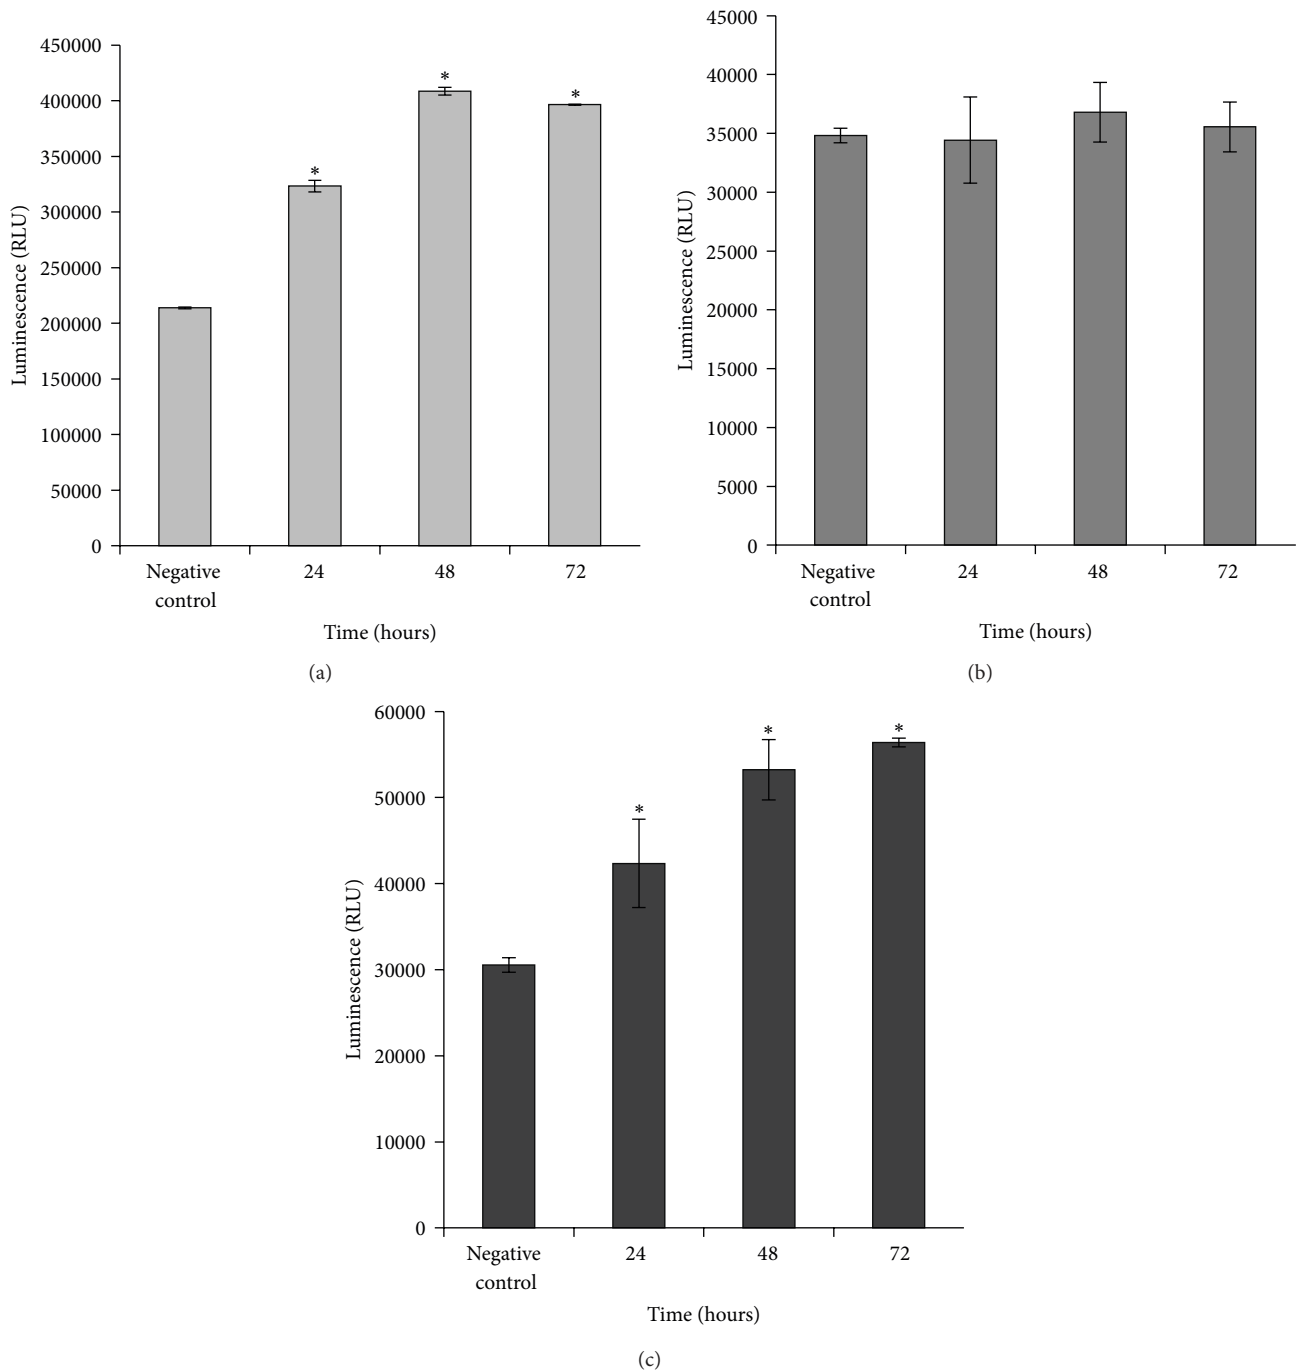 450000
400000
350000
300000
250000
200000
150000
100000
50000
0
Luminescence (RLU)
*
*
*
Negative
control
24
48
72
Time (hours)
(a)
45000
40000
35000
30000
25000
20000
15000
10000
5000
0
Luminescence (RLU)
Negative
control
24
48
72
Time (hours)
(b)
60000
50000
40000
30000
20000
10000
0
Luminescence (RLU)
*
*
*
Negative
control
24
48
72
Time (hours)
(c)